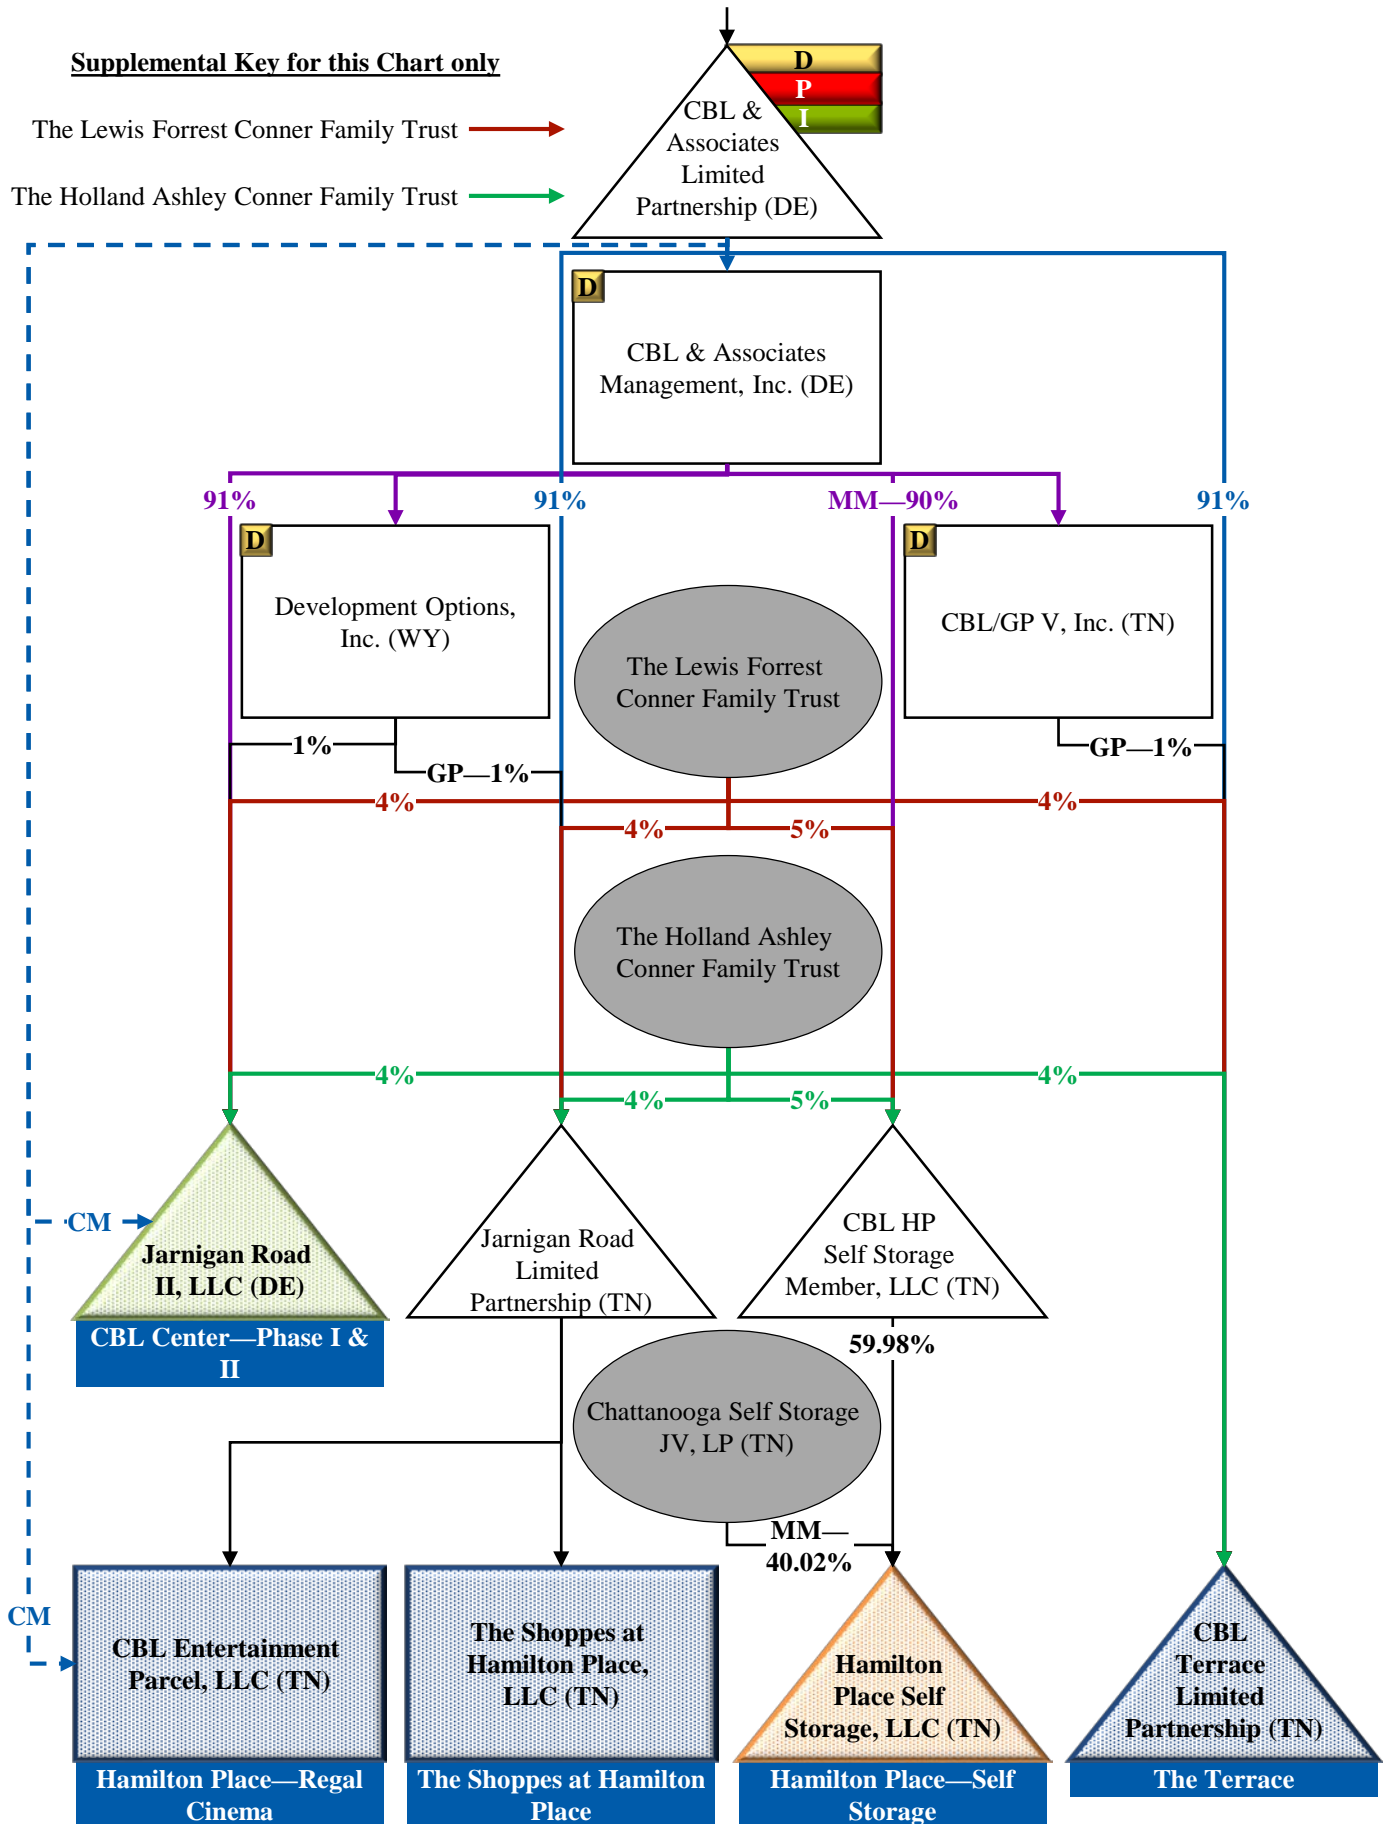 Supplemental Key for this Chart only
The Lewis Forrest Conner Family Trust
The Holland Ashley Conner Family Trust
D
P
I
CBL &
Associates
Limited
Partnership (DE)
D
CBL & Associates
Management, Inc. (DE)
91%
91%
MM—90%
91%
D
Development Options,
Inc. (WY)
D
CBL/GP V, Inc. (TN)
The Lewis Forrest
Conner Family Trust
1%
GP—1%
GP—1%
4%
4%
4%
5%
The Holland Ashley
Conner Family Trust
4%
4%
4%
5%
CM
Jarnigan Road
II, LLC (DE)
CBL Center—Phase I &
II
Jarnigan Road
Limited
Partnership (TN)
CBL HP
Self Storage
Member, LLC (TN)
59.98%
Chattanooga Self Storage
JV, LP (TN)
MM—
40.02%
CM
CBL Entertainment
Parcel, LLC (TN)
Hamilton Place—Regal
Cinema
The Shoppes at
Hamilton Place,
LLC (TN)
The Shoppes at Hamilton
Place
Hamilton
Place Self
Storage, LLC (TN)
Hamilton Place—Self
Storage
CBL
Terrace
Limited
Partnership (TN)
The Terrace